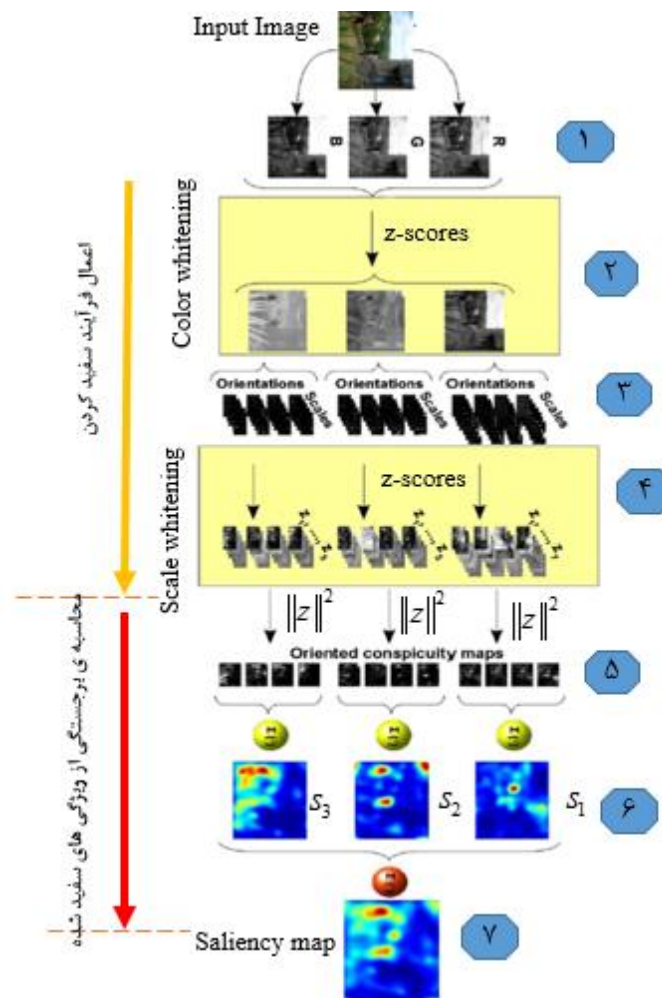 Input Image
R
G
B
۱
Color whitening
z-scores
۲
اعمال فرآیند سفید کردن
Orientations
Scales
Orientations
Scales
Orientations
Scales
۳
Scale whitening
z-scores
۴
‖z‖²
‖z‖²
‖z‖²
Oriented conspicuity maps
۵
محاسبه ی برجستگی از ویژگی های سفید شده
S₃
S₂
S₁
۶
Saliency map
۷